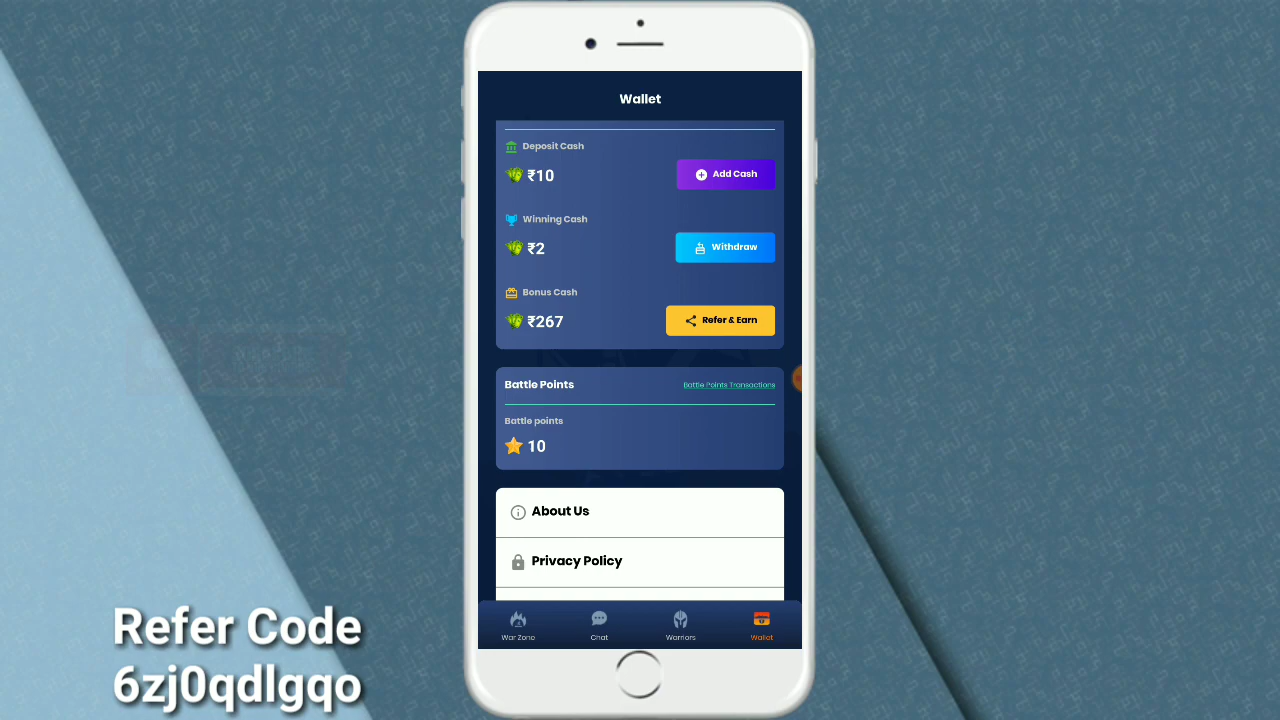 Wallet
Deposit Cash
₹10
Add Cash
Winning Cash
₹2
Withdraw
Bonus Cash
₹267
Refer & Earn
Battle Points
Battle Points Transactions
Battle points
10
About Us
Privacy Policy
War Zone
Chat
Warriors
Wallet
Refer Code
6zj0qdlgqo